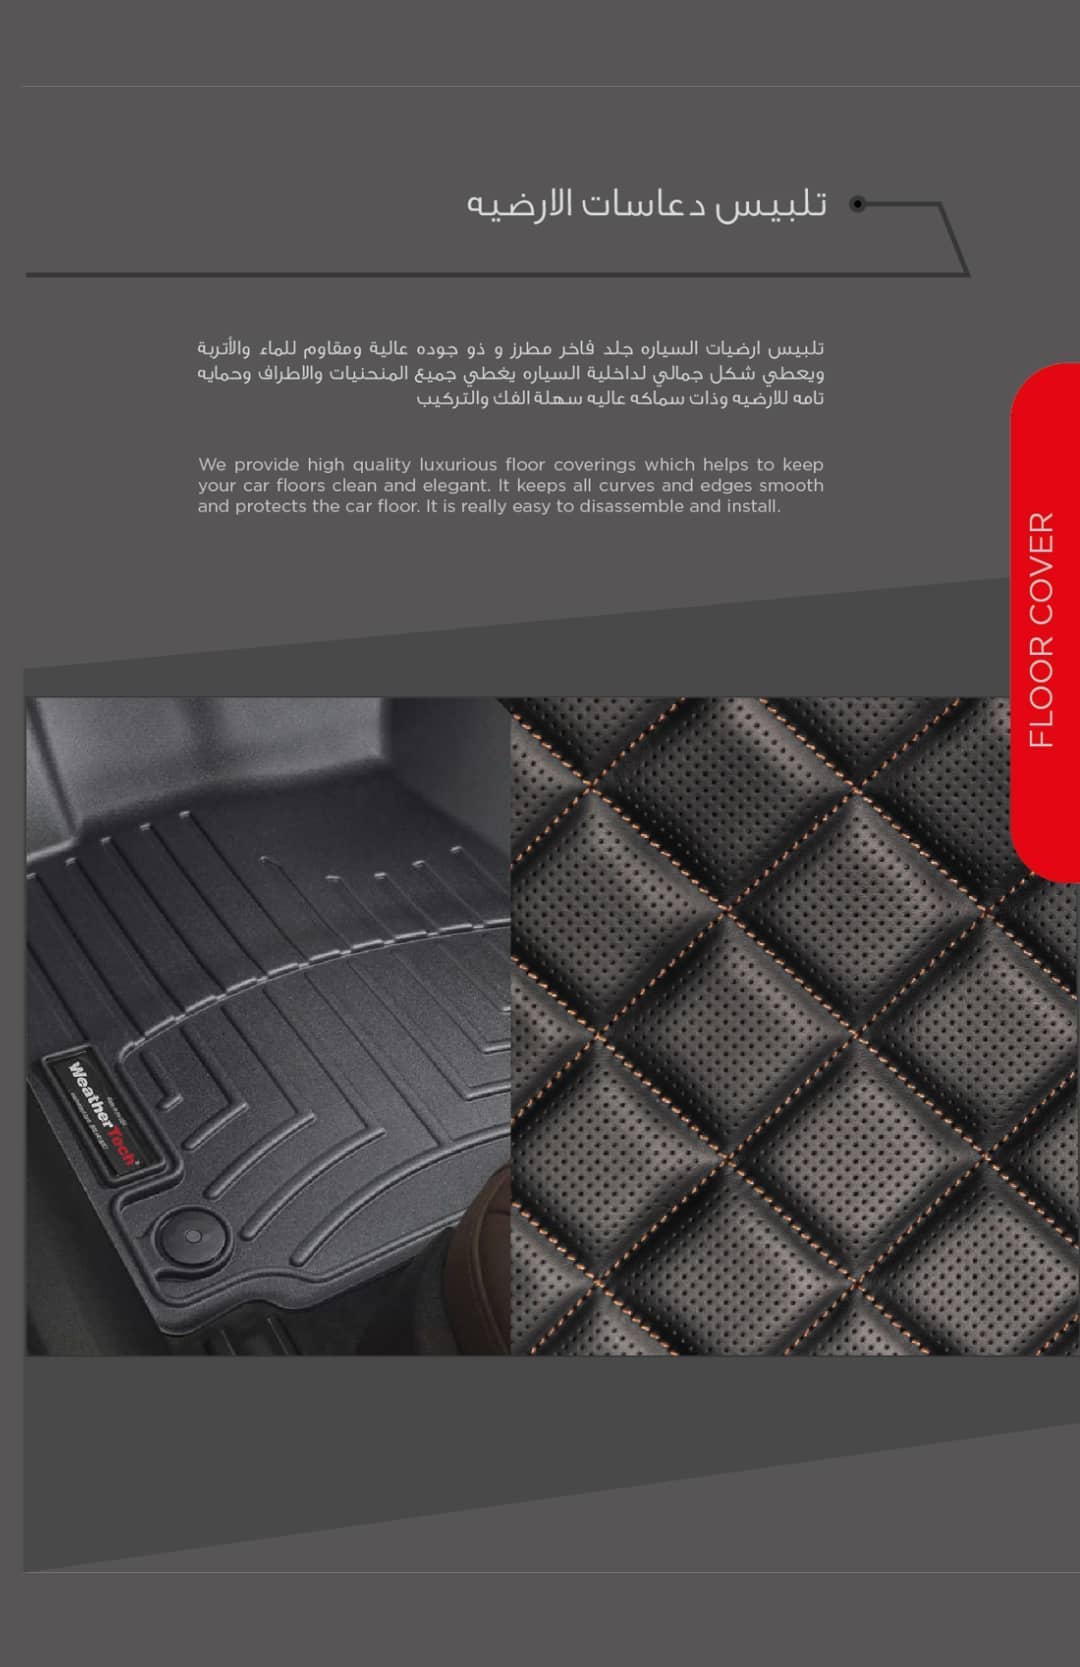 تلبيس دعاسات الارضيه
تلبيس ارضيات السياره جلد فاخر مطرز و ذو جوده عالية ومقاوم للماء والأتربة
ويعطي شكل جمالي لداخلية السياره يغطي جميع المنحنيات والاطراف وحمايه
تامه للارضيه وذات سماكه عاليه سهلة الفك والتركيب
We provide high quality luxurious floor coverings which helps to keep
your car floors clean and elegant. It keeps all curves and edges smooth
and protects the car floor. It is really easy to disassemble and install.
FLOOR COVER
WeatherTech®